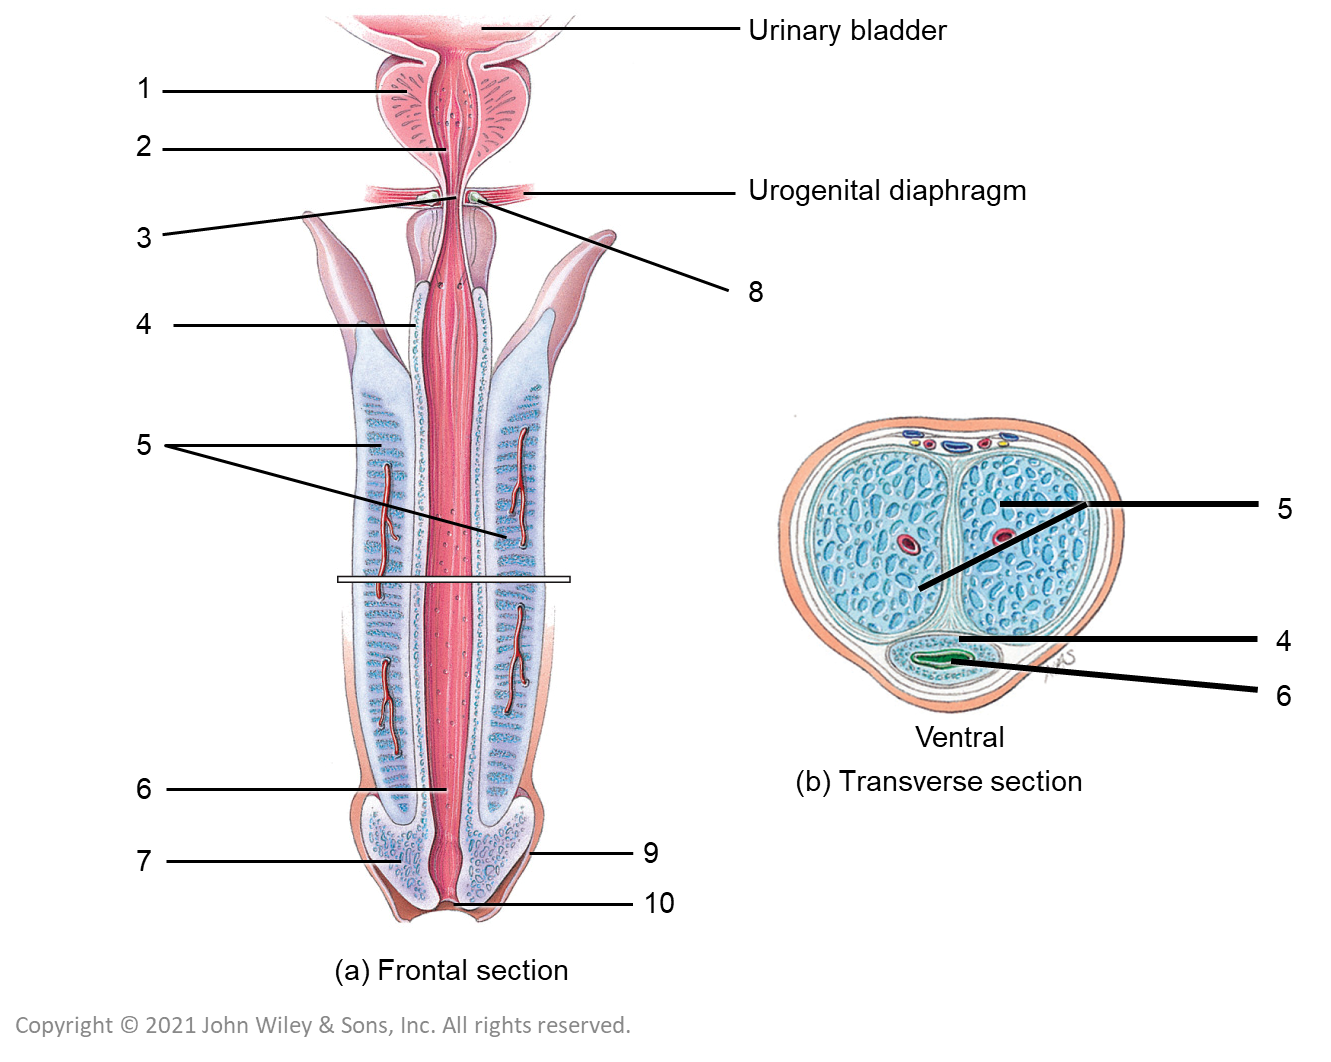 Urinary bladder
1
2
Urogenital diaphragm
3
8
4
5
5
4
6
Ventral
(b) Transverse section
6
7
9
10
(a) Frontal section
Copyright © 2021 John Wiley & Sons, Inc. All rights reserved.